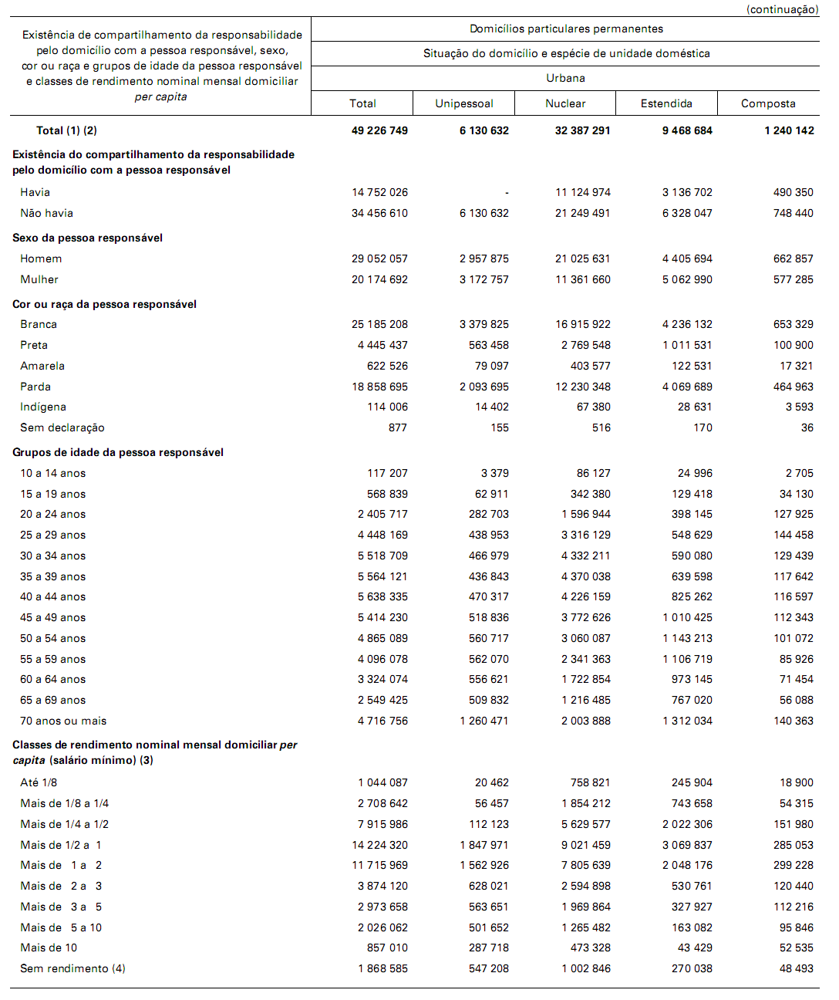 (continuação)
Existência de compartilhamento da responsabilidade
pelo domicílio com a pessoa responsável, sexo,
cor ou raça e grupos de idade da pessoa responsável
e classes de rendimento nominal mensal domiciliar
per capita
Domicílios particulares permanentes
Situação do domicílio e espécie de unidade doméstica
Urbana
Total Unipessoal Nuclear Estendida Composta
Total (1) (2) 49 226 749 6 130 632 32 387 291 9 468 684 1 240 142
Existência do compartilhamento da responsabilidade
pelo domicílio com a pessoa responsável
Havia 14 752 026 - 11 124 974 3 136 702 490 350
Não havia 34 456 610 6 130 632 21 249 491 6 328 047 748 440
Sexo da pessoa responsável
Homem 29 052 057 2 957 875 21 025 631 4 405 694 662 857
Mulher 20 174 692 3 172 757 11 361 660 5 062 990 577 285
Cor ou raça da pessoa responsável
Branca 25 185 208 3 379 825 16 915 922 4 236 132 653 329
Preta 4 445 437 563 458 2 769 548 1 011 531 100 900
Amarela 622 526 79 097 403 577 122 531 17 321
Parda 18 858 695 2 093 695 12 230 348 4 069 689 464 963
Indígena 114 006 14 402 67 380 28 631 3 593
Sem declaração 877 155 516 170 36
Grupos de idade da pessoa responsável
10 a 14 anos 117 207 3 379 86 127 24 996 2 705
15 a 19 anos 568 839 62 911 342 380 129 418 34 130
20 a 24 anos 2 405 717 282 703 1 596 944 398 145 127 925
25 a 29 anos 4 448 169 438 953 3 316 129 548 629 144 458
30 a 34 anos 5 518 709 466 979 4 332 211 590 080 129 439
35 a 39 anos 5 564 121 436 843 4 370 038 639 598 117 642
40 a 44 anos 5 638 335 470 317 4 226 159 825 262 116 597
45 a 49 anos 5 414 230 518 836 3 772 626 1 010 425 112 343
50 a 54 anos 4 865 089 560 717 3 060 087 1 143 213 101 072
55 a 59 anos 4 096 078 562 070 2 341 363 1 106 719 85 926
60 a 64 anos 3 324 074 556 621 1 722 854 973 145 71 454
65 a 69 anos 2 549 425 509 832 1 216 485 767 020 56 088
70 anos ou mais 4 716 756 1 260 471 2 003 888 1 312 034 140 363
Classes de rendimento nominal mensal domiciliar per
capita (salário mínimo) (3)
Até 1/8 1 044 087 20 462 758 821 245 904 18 900
Mais de 1/8 a 1/4 2 708 642 56 457 1 854 212 743 658 54 315
Mais de 1/4 a 1/2 7 915 986 112 123 5 629 577 2 022 306 151 980
Mais de 1/2 a 1 14 224 320 1 847 971 9 021 459 3 069 837 285 053
Mais de 1 a 2 11 715 969 1 562 926 7 805 639 2 048 176 299 228
Mais de 2 a 3 3 874 120 628 021 2 594 898 530 761 120 440
Mais de 3 a 5 2 973 658 563 651 1 969 864 327 927 112 216
Mais de 5 a 10 2 026 062 501 652 1 265 482 163 082 95 846
Mais de 10 857 010 287 718 473 328 43 429 52 535
Sem rendimento (4) 1 868 585 547 208 1 002 846 270 038 48 493